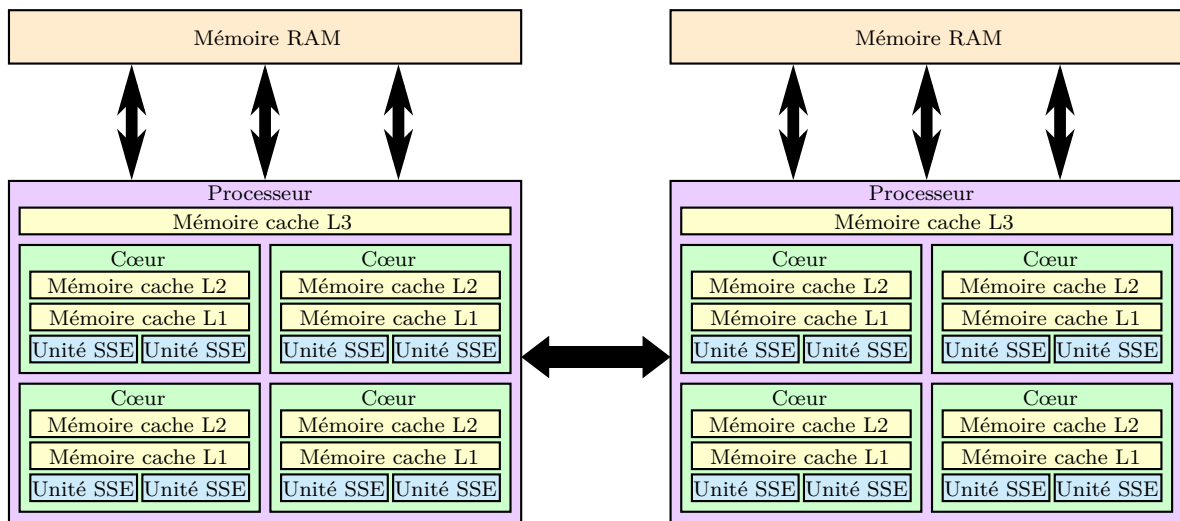 Mémoire RAM
Mémoire RAM
Processeur
Mémoire cache L3
Cœur
Mémoire cache L2
Mémoire cache L1
Unité SSE
Unité SSE
Cœur
Mémoire cache L2
Mémoire cache L1
Unité SSE
Unité SSE
Cœur
Mémoire cache L2
Mémoire cache L1
Unité SSE
Unité SSE
Cœur
Mémoire cache L2
Mémoire cache L1
Unité SSE
Unité SSE
Processeur
Mémoire cache L3
Cœur
Mémoire cache L2
Mémoire cache L1
Unité SSE
Unité SSE
Cœur
Mémoire cache L2
Mémoire cache L1
Unité SSE
Unité SSE
Cœur
Mémoire cache L2
Mémoire cache L1
Unité SSE
Unité SSE
Cœur
Mémoire cache L2
Mémoire cache L1
Unité SSE
Unité SSE